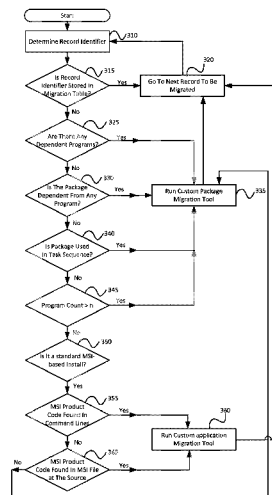 Start
310
Determine Record Identifier
320
Go To Next Record To Be
Migrated
315
Is Record
Identifier Stored In
Migration Table?
Yes
No
325
Are There Any
Dependent Programs?
Yes
No
330
Is The Package
Dependent From Any
Program?
Yes
Run Custom Package
Migration Tool
335
No
340
Is Package Used
In Task Sequence?
Yes
No
345
Program Count > n
Yes
No
350
Is It a standard MSI-
based Install?
Yes
355
MSI Product
Code Found In
Command Lines
Yes
360
Run Custom application
Migration Tool
No
MSI Product
Code Found In MSI File
at The Source
Yes
No